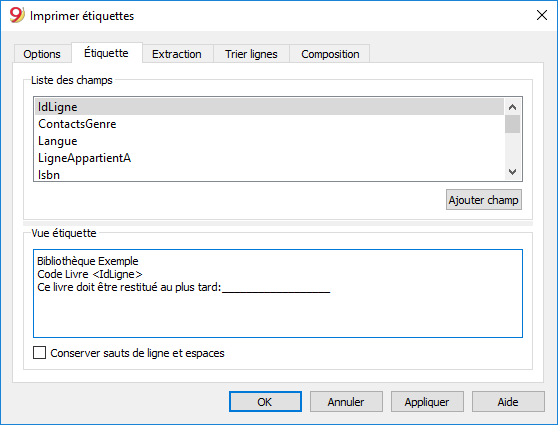 9 Imprimer étiquettes
Options Étiquette Extraction Trier lignes Composition
Liste des champs
IdLigne
ContactsGenre
Langue
LigneAppartientA
Isbn
Ajouter champ
Vue étiquette
Bibliothèque Exemple
Code Livre <IdLigne>
Ce livre doit être restitué au plus tard:____________________
Conserver sauts de ligne et espaces
OK Annuler Appliquer Aide